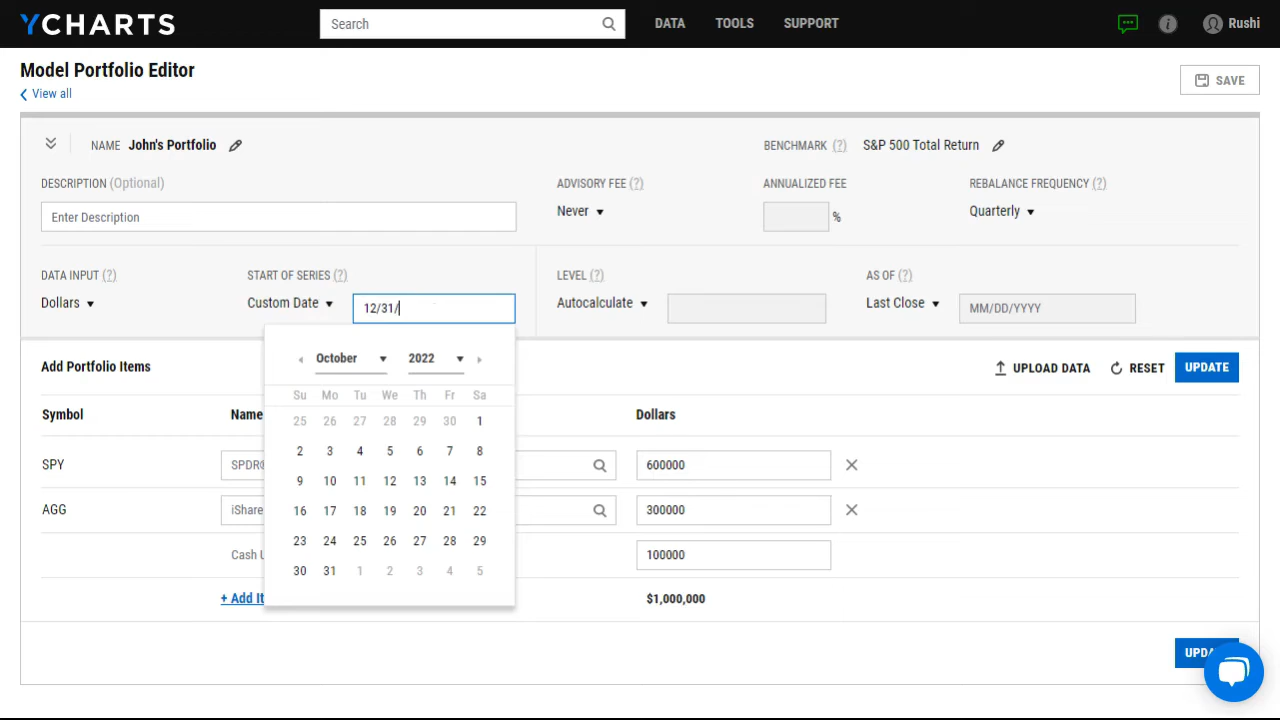 YCHARTS
Search
DATA
TOOLS
SUPPORT
Rushi
Model Portfolio Editor
View all
SAVE
NAME John's Portfolio
BENCHMARK (?) S&P 500 Total Return
DESCRIPTION (Optional)
ADVISORY FEE (?)
ANNUALIZED FEE
REBALANCE FREQUENCY (?)
Enter Description
Never
%
Quarterly
DATA INPUT (?)
START OF SERIES (?)
LEVEL (?)
AS OF (?)
Dollars
Custom Date
12/31/
Autocalculate
Last Close
MM/DD/YYYY
October
2022
Su Mo Tu We Th Fr Sa
25 26 27 28 29 30 1
2 3 4 5 6 7 8
9 10 11 12 13 14 15
16 17 18 19 20 21 22
23 24 25 26 27 28 29
30 31 1 2 3 4 5
Add Portfolio Items
UPLOAD DATA
RESET
UPDATE
Symbol
Name
Dollars
SPY
SPDR®
600000
AGG
iShare
300000
Cash U
100000
+ Add It
$1,000,000
UPDA